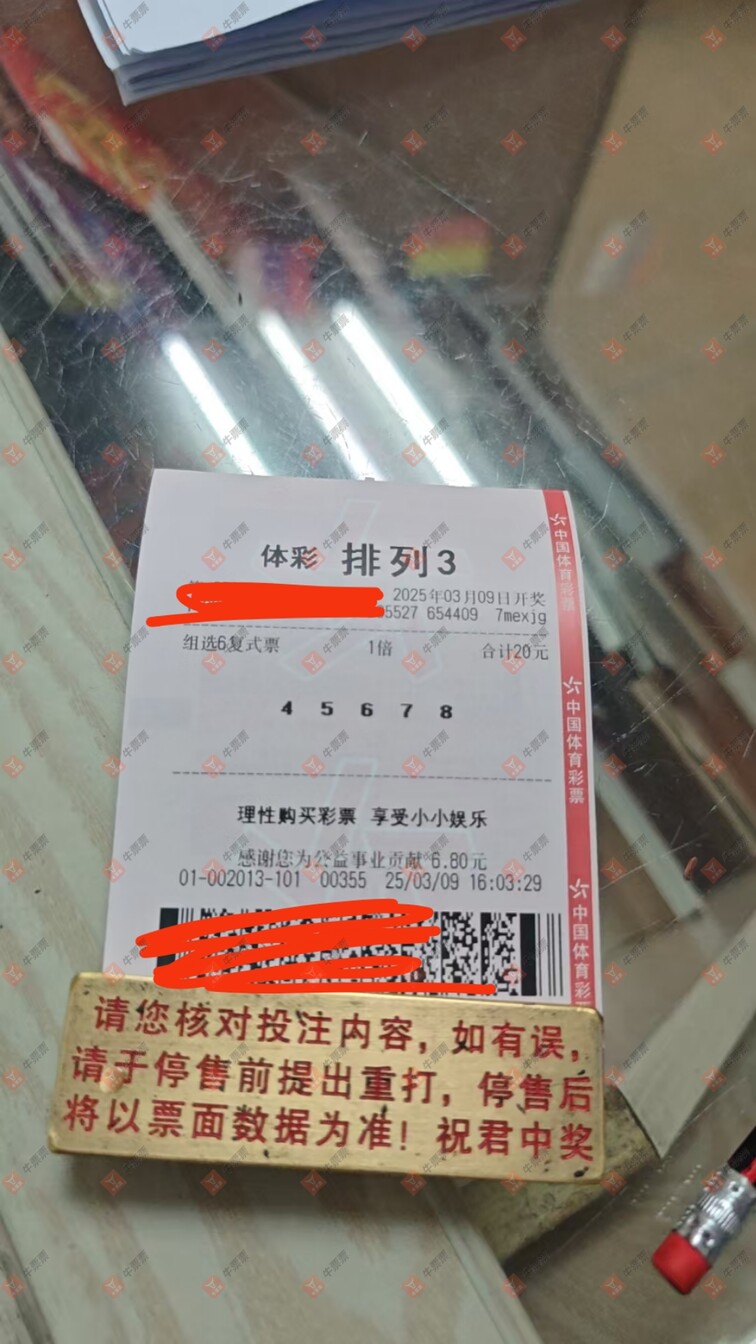 体彩 排列3
2025年03月09日开奖
5527 654409 7mexjg
组选6复式票 1倍 合计20元
4 5 6 7 8
理性购买彩票 享受小小娱乐
感谢您为公益事业贡献 6.80元
01-002013-101 00355 25/03/09 16:03:29
中国体育彩票
中国体育彩票
中国体育彩
请您核对投注内容，如有误，
请于停售前提出重打，停售后
将以票面数据为准！祝君中奖
牛票票